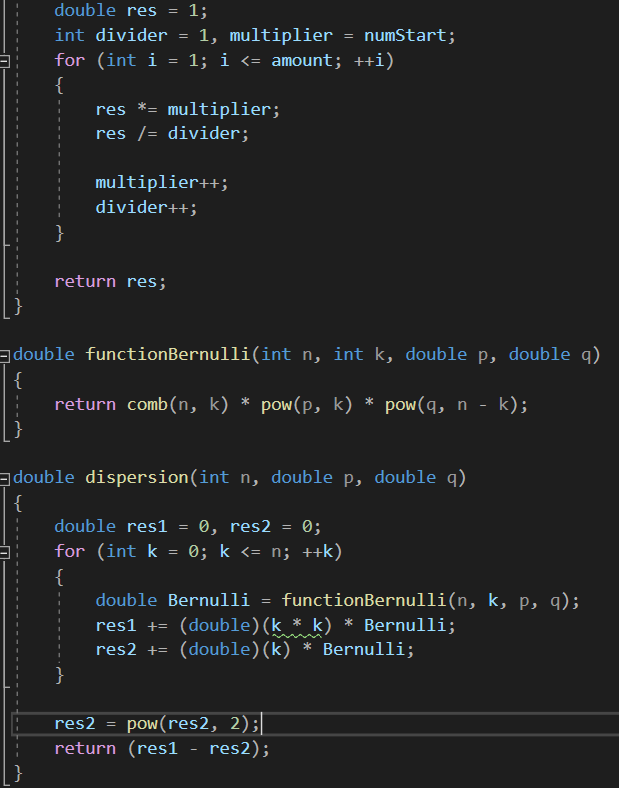 double res = 1;
int divider = 1, multiplier = numStart;
for (int i = 1; i <= amount; ++i)
{
res *= multiplier;
res /= divider;
multiplier++;
divider++;
}
return res;
}
double functionBernulli(int n, int k, double p, double q)
{
return comb(n, k) * pow(p, k) * pow(q, n - k);
}
double dispersion(int n, double p, double q)
{
double res1 = 0, res2 = 0;
for (int k = 0; k <= n; ++k)
{
double Bernulli = functionBernulli(n, k, p, q);
res1 += (double)(k * k) * Bernulli;
res2 += (double)(k) * Bernulli;
}
res2 = pow(res2, 2);
return (res1 - res2);
}